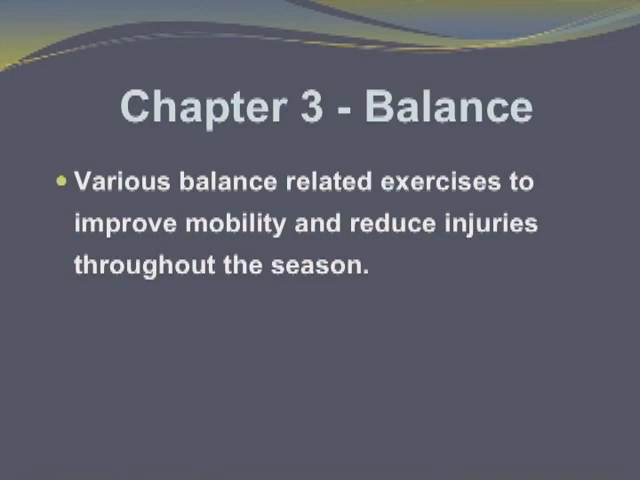 Chapter 3 - Balance
• Various balance related exercises to
improve mobility and reduce injuries
throughout the season.